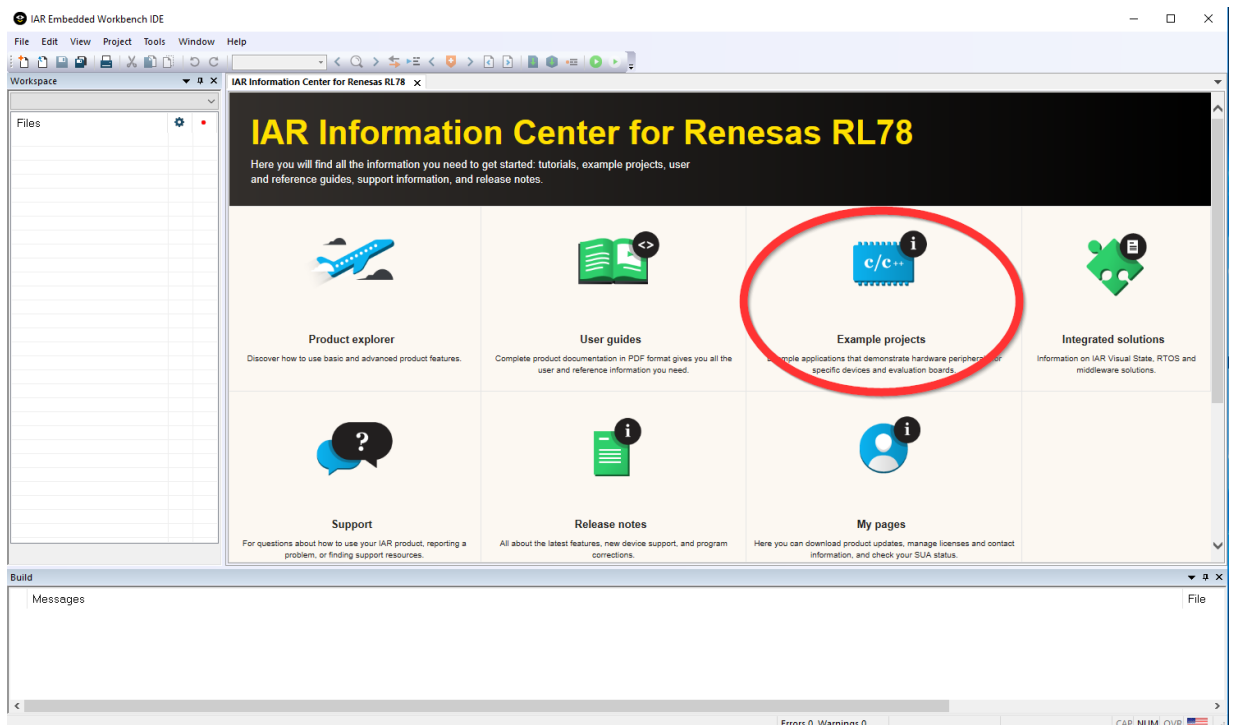 IAR Embedded Workbench IDE
File Edit View Project Tools Window Help
Workspace
IAR Information Center for Renesas RL78
Files
IAR Information Center for Renesas RL78
Here you will find all the information you need to get started: tutorials, example projects, user
and reference guides, support information, and release notes.
<>
i
c/c++
Product explorer
Discover how to use basic and advanced product features.
User guides
Complete product documentation in PDF format gives you all the
user and reference information you need.
Example projects
Example applications that demonstrate hardware peripherals for
specific devices and evaluation boards.
Integrated solutions
Information on IAR Visual State, RTOS and
middleware solutions.
?
i
i
Support
For questions about how to use your IAR product, reporting a
problem, or finding support resources.
Release notes
All about the latest features, new device support, and program
corrections.
My pages
Here you can download product updates, manage licenses and contact
information, and check your SUA status.
Build
Messages File
Errors 0, Warnings 0 CAP NUM OVR